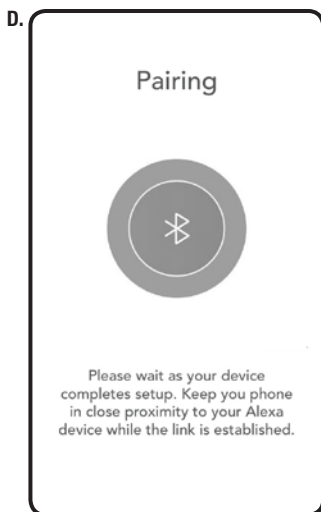 D.
Pairing
Please wait as your device
completes setup. Keep you phone
in close proximity to your Alexa
device while the link is established.